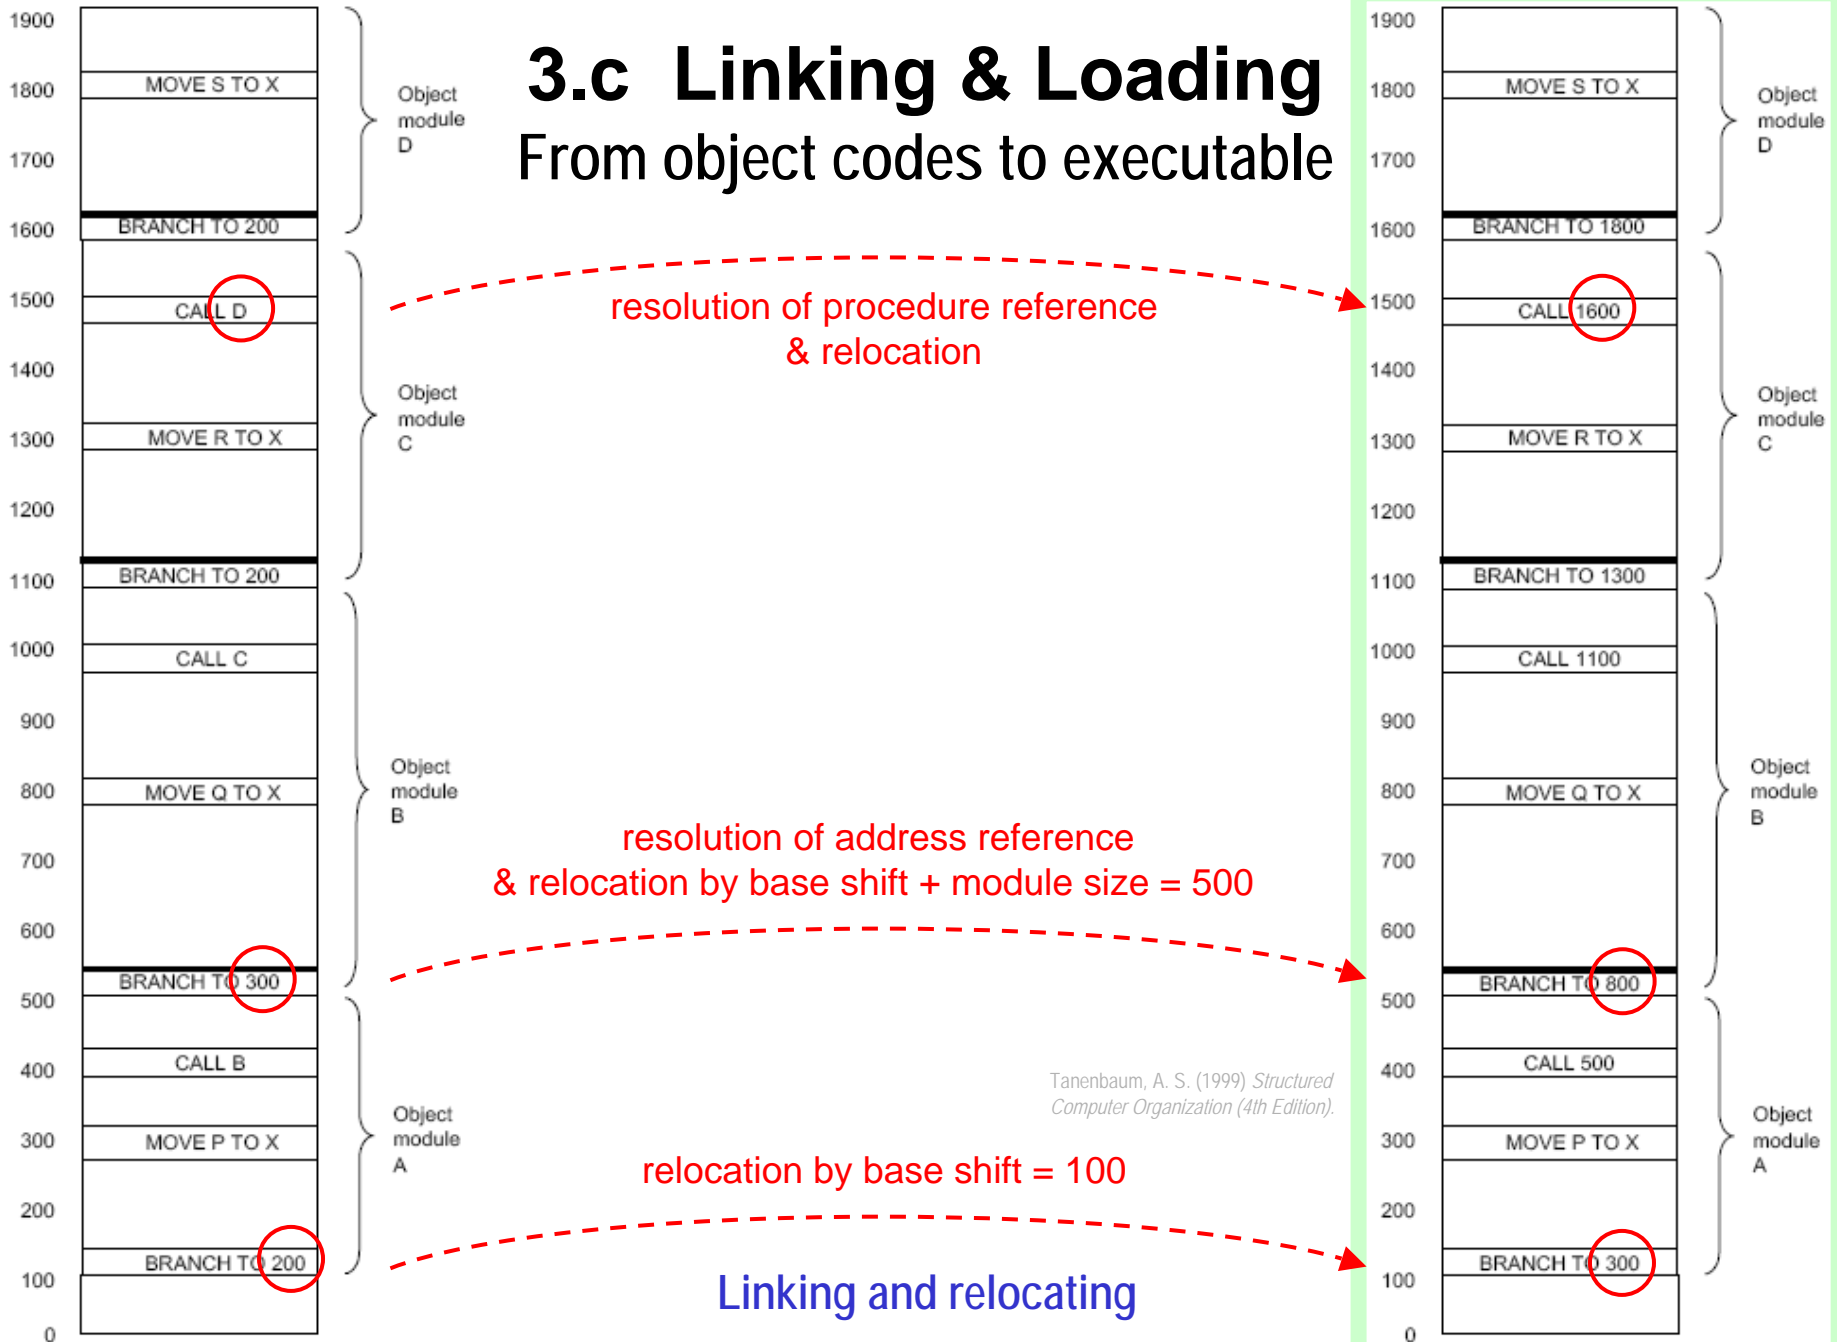 3.c Linking & Loading
From object codes to executable
1900
1800
1700
1600
1500
1400
1300
1200
1100
1000
900
800
700
600
500
400
300
200
100
0
MOVE S TO X
BRANCH TO 200
CALL D
MOVE R TO X
BRANCH TO 200
CALL C
MOVE Q TO X
BRANCH TO 300
CALL B
MOVE P TO X
BRANCH TO 200
Object
module
D
Object
module
C
Object
module
B
Object
module
A
resolution of procedure reference
& relocation
resolution of address reference
& relocation by base shift + module size = 500
Tanenbaum, A. S. (1999) Structured
Computer Organization (4th Edition).
relocation by base shift = 100
Linking and relocating
1900
1800
1700
1600
1500
1400
1300
1200
1100
1000
900
800
700
600
500
400
300
200
100
0
MOVE S TO X
BRANCH TO 1800
CALL 1600
MOVE R TO X
BRANCH TO 1300
CALL 1100
MOVE Q TO X
BRANCH TO 800
CALL 500
MOVE P TO X
BRANCH TO 300
Object
module
D
Object
module
C
Object
module
B
Object
module
A